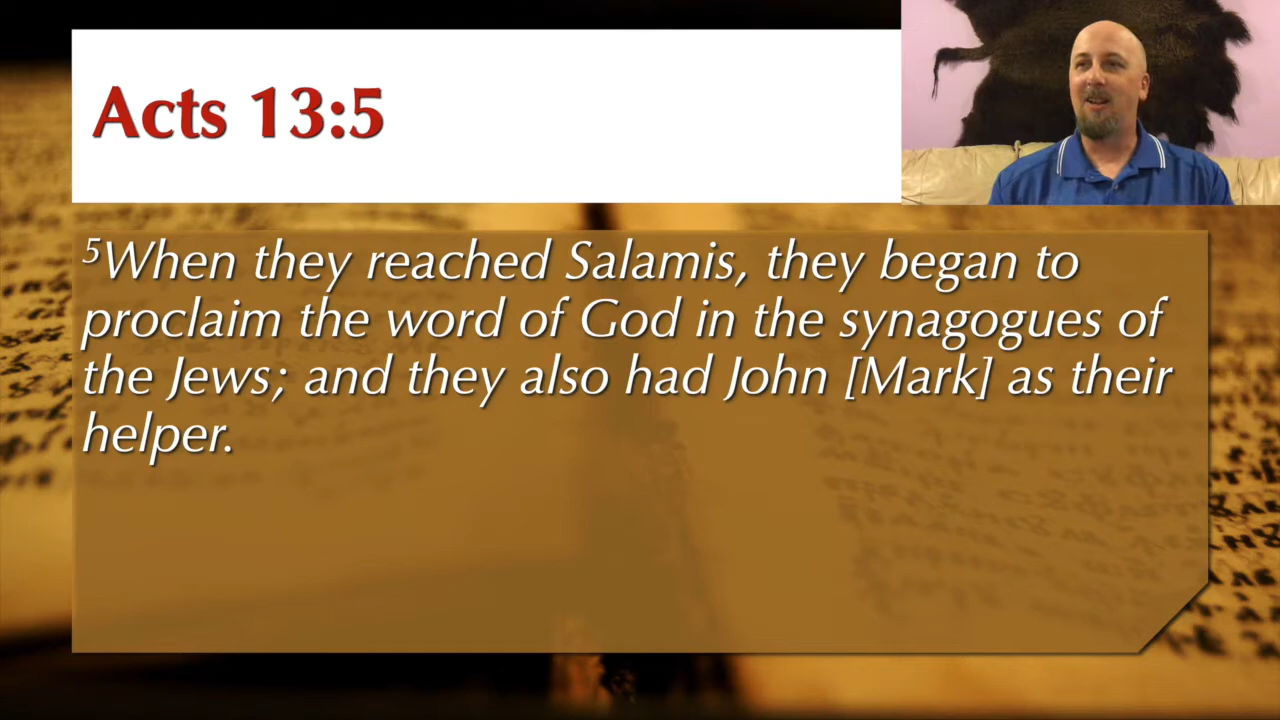 Acts 13:5
⁵When they reached Salamis, they began to
proclaim the word of God in the synagogues of
the Jews; and they also had John [Mark] as their
helper.